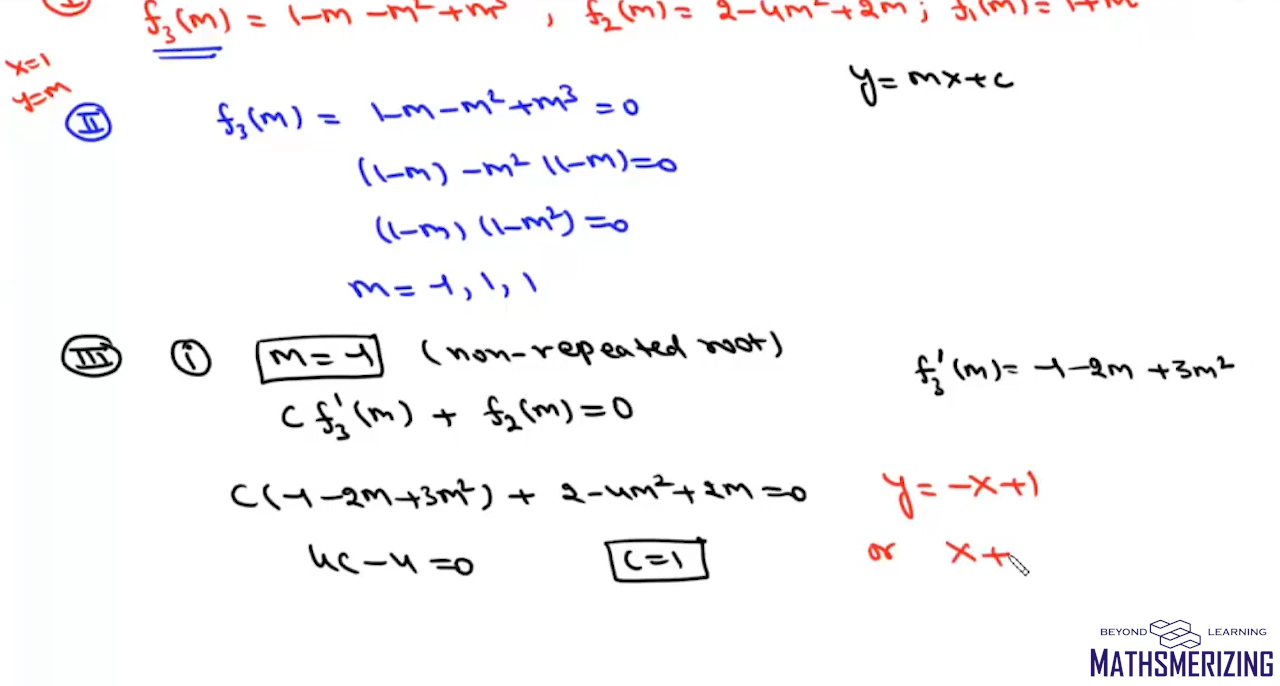 I f₃(m) = 1-m-m²+m³ , f₂(m) = 2-4m²+2m ; f₁(m) = 1+m
x=1
y=m
y = mx+c
II f₃(m) = 1-m-m²+m³ = 0
(1-m) -m² (1-m)=0
(1-m) (1-m²) =0
m = -1, 1, 1
III i m = -1 (non-repeated root)
f₃'(m) = -1-2m+3m²
c f₃'(m) + f₂(m) = 0
c(-1-2m+3m²) + 2-4m²+2m = 0
y = -x+1
4c-4=0 c=1
or x+
BEYOND LEARNING
MATHSMERIZING